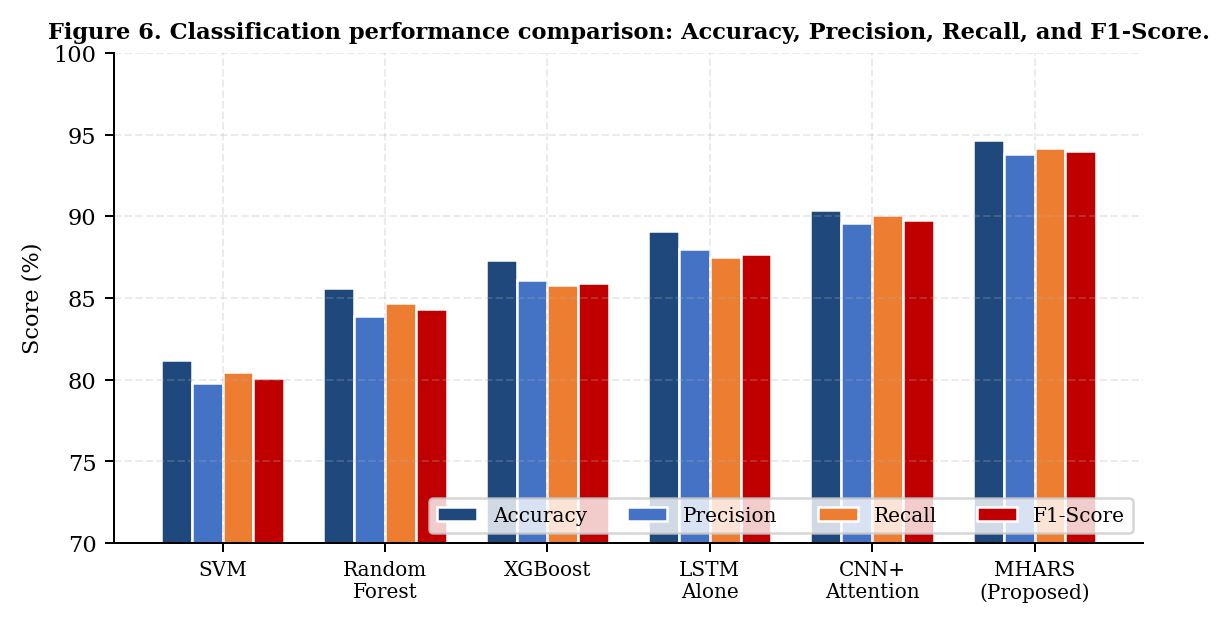 Figure 6. Classification performance comparison: Accuracy, Precision, Recall, and F1-Score.
100
95
90
85
80
75
70
Score (%)
Accuracy Precision Recall F1-Score
SVM Random XGBoost LSTM CNN+ MHARS
Forest Alone Attention (Proposed)